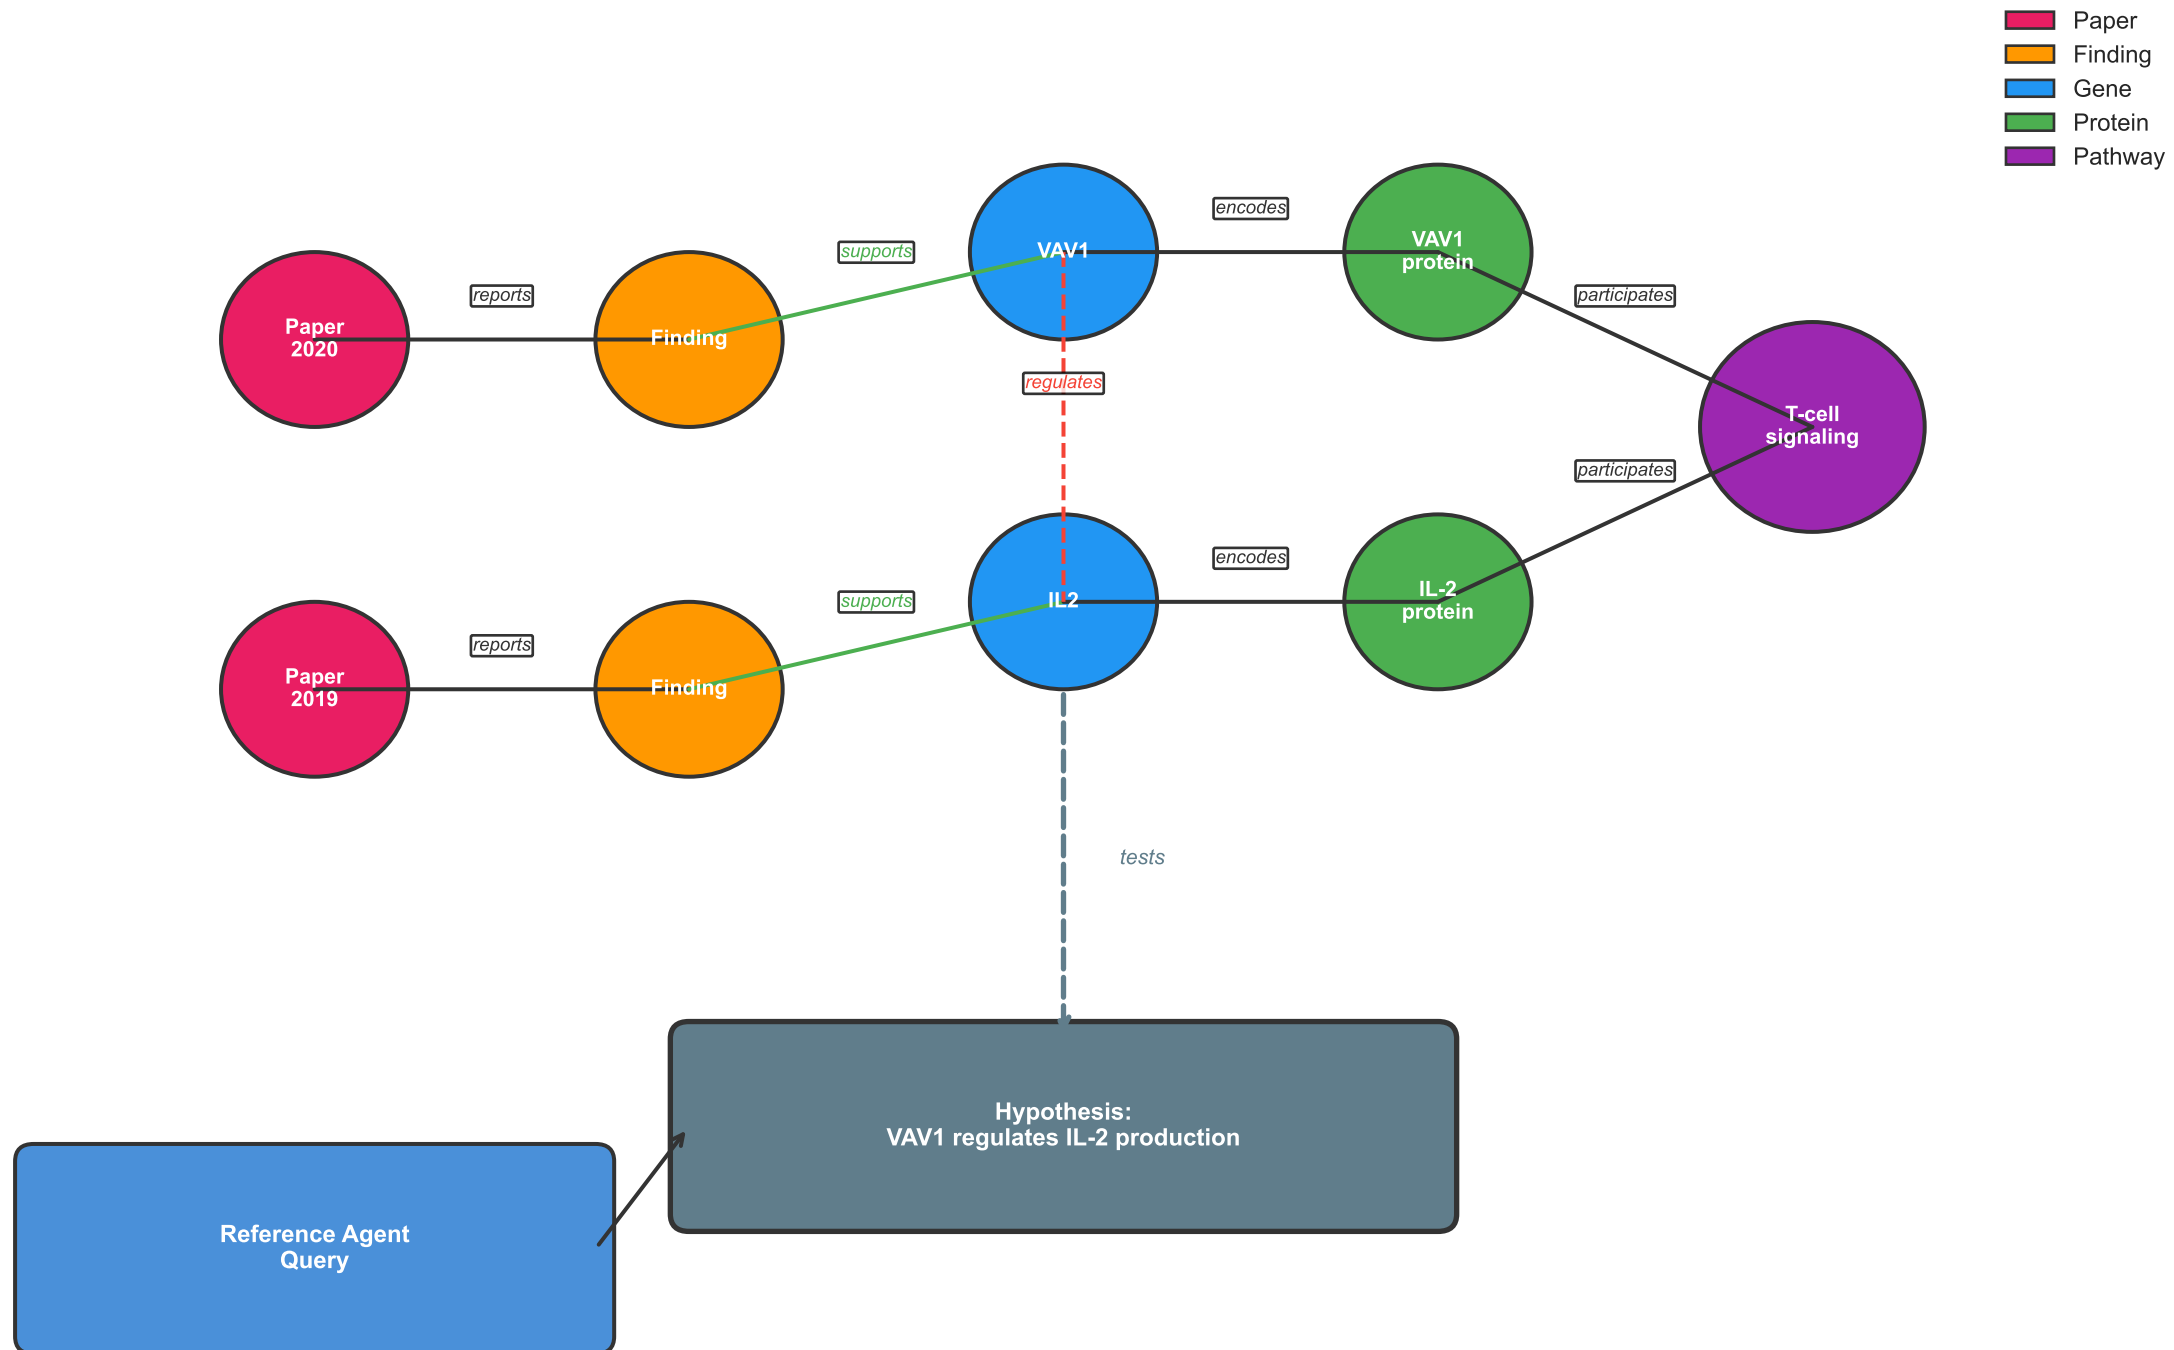 Paper
Finding
Gene
Protein
Pathway
encodes
VAV1
VAV1
protein
supports
reports
participates
Paper
2020
Finding
regulates
T-cell
signaling
participates
encodes
IL2
IL-2
protein
supports
reports
Paper
2019
Finding
tests
Hypothesis:
VAV1 regulates IL-2 production
Reference Agent
Query